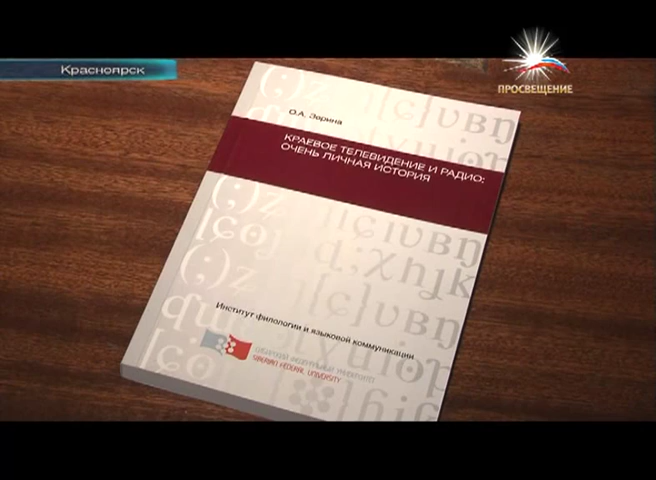 Красноярск
ПРОСВЕЩЕНИЕ
О.А. Зорина
КРАЕВОЕ ТЕЛЕВИДЕНИЕ И РАДИО:
ОЧЕНЬ ЛИЧНАЯ ИСТОРИЯ
Институт филологии и языковой коммуникации
СИБИРСКИЙ ФЕДЕРАЛЬНЫЙ УНИВЕРСИТЕТ
SIBERIAN FEDERAL UNIVERSITY